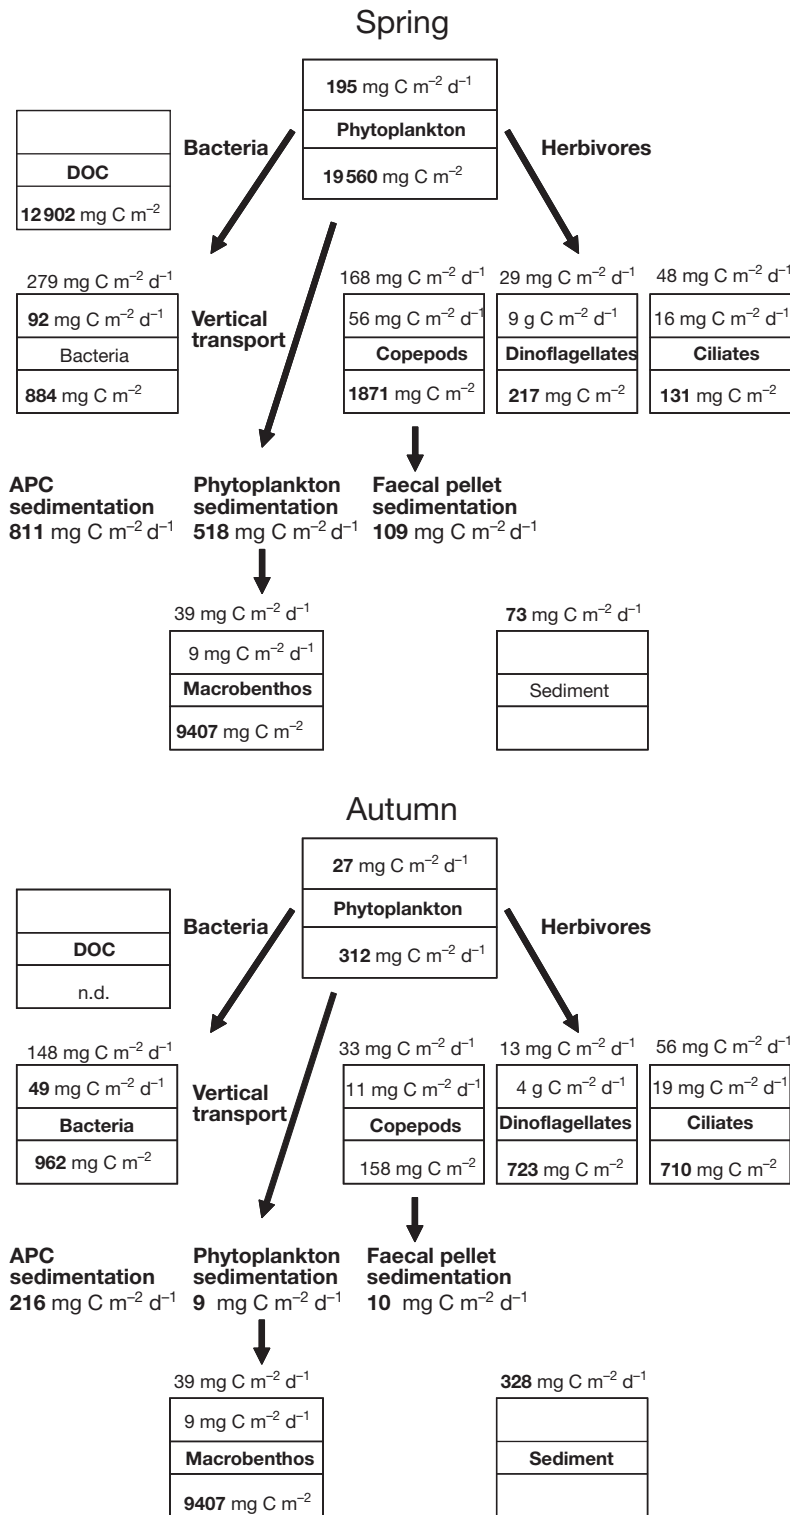 Spring
195 mg C m–2 d–1
Phytoplankton
19560 mg C m–2
Bacteria
Herbivores
DOC
12902 mg C m–2
279 mg C m–2 d–1
92 mg C m–2 d–1
Bacteria
884 mg C m–2
Vertical
transport
168 mg C m–2 d–1
56 mg C m–2 d–1
Copepods
1871 mg C m–2
29 mg C m–2 d–1
9 g C m–2 d–1
Dinoflagellates
217 mg C m–2
48 mg C m–2 d–1
16 mg C m–2 d–1
Ciliates
131 mg C m–2
APC
sedimentation
811 mg C m–2 d–1
Phytoplankton
sedimentation
518 mg C m–2 d–1
Faecal pellet
sedimentation
109 mg C m–2 d–1
39 mg C m–2 d–1
9 mg C m–2 d–1
Macrobenthos
9407 mg C m–2
73 mg C m–2 d–1
Sediment
Autumn
27 mg C m–2 d–1
Phytoplankton
312 mg C m–2 d–1
Bacteria
Herbivores
DOC
n.d.
148 mg C m–2 d–1
49 mg C m–2 d–1
Bacteria
962 mg C m–2
Vertical
transport
33 mg C m–2 d–1
11 mg C m–2 d–1
Copepods
158 mg C m–2
13 mg C m–2 d–1
4 g C m–2 d–1
Dinoflagellates
723 mg C m–2
56 mg C m–2 d–1
19 mg C m–2 d–1
Ciliates
710 mg C m–2
APC
sedimentation
216 mg C m–2 d–1
Phytoplankton
sedimentation
9 mg C m–2 d–1
Faecal pellet
sedimentation
10 mg C m–2 d–1
39 mg C m–2 d–1
9 mg C m–2 d–1
Macrobenthos
9407 mg C m–2
328 mg C m–2 d–1
Sediment